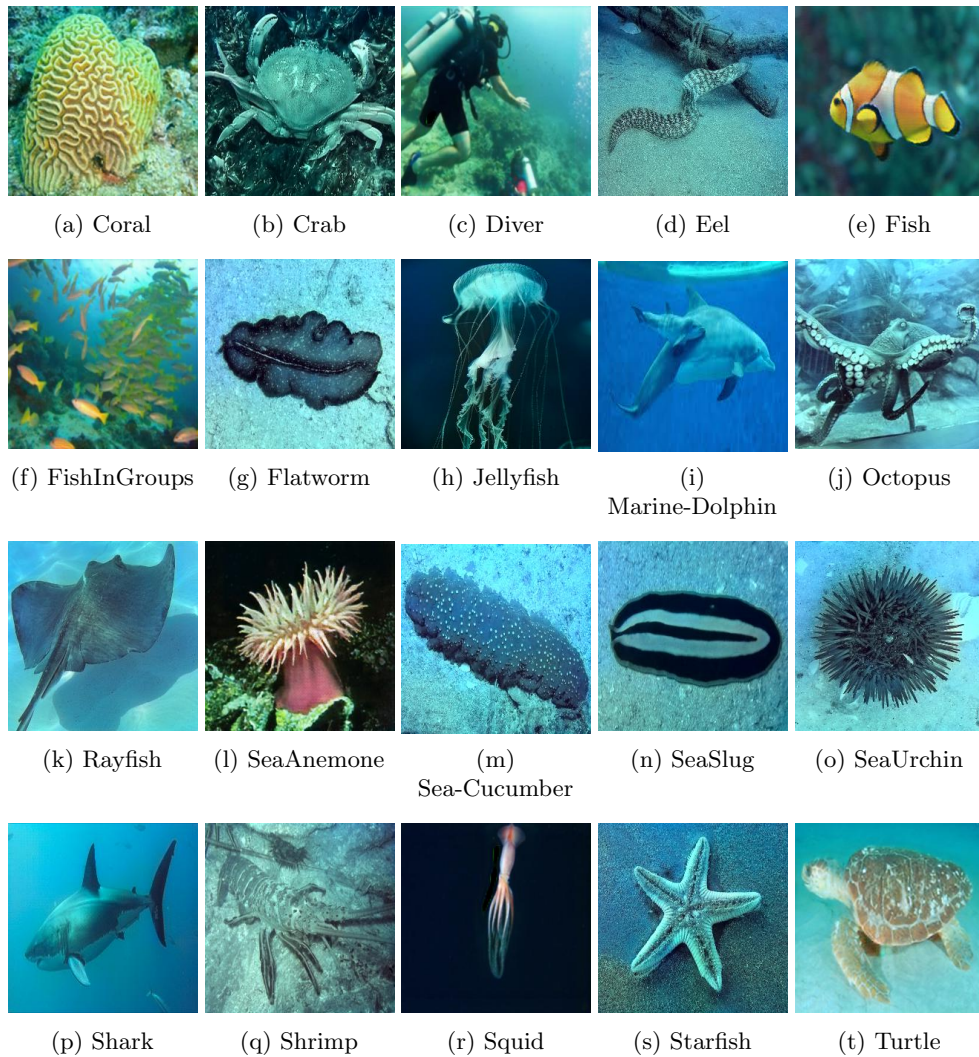 (a) Coral
(b) Crab
(c) Diver
(d) Eel
(e) Fish
(f) FishInGroups
(g) Flatworm
(h) Jellyfish
(i)
Marine-Dolphin
(j) Octopus
(k) Rayfish
(l) SeaAnemone
(m)
Sea-Cucumber
(n) SeaSlug
(o) SeaUrchin
(p) Shark
(q) Shrimp
(r) Squid
(s) Starfish
(t) Turtle